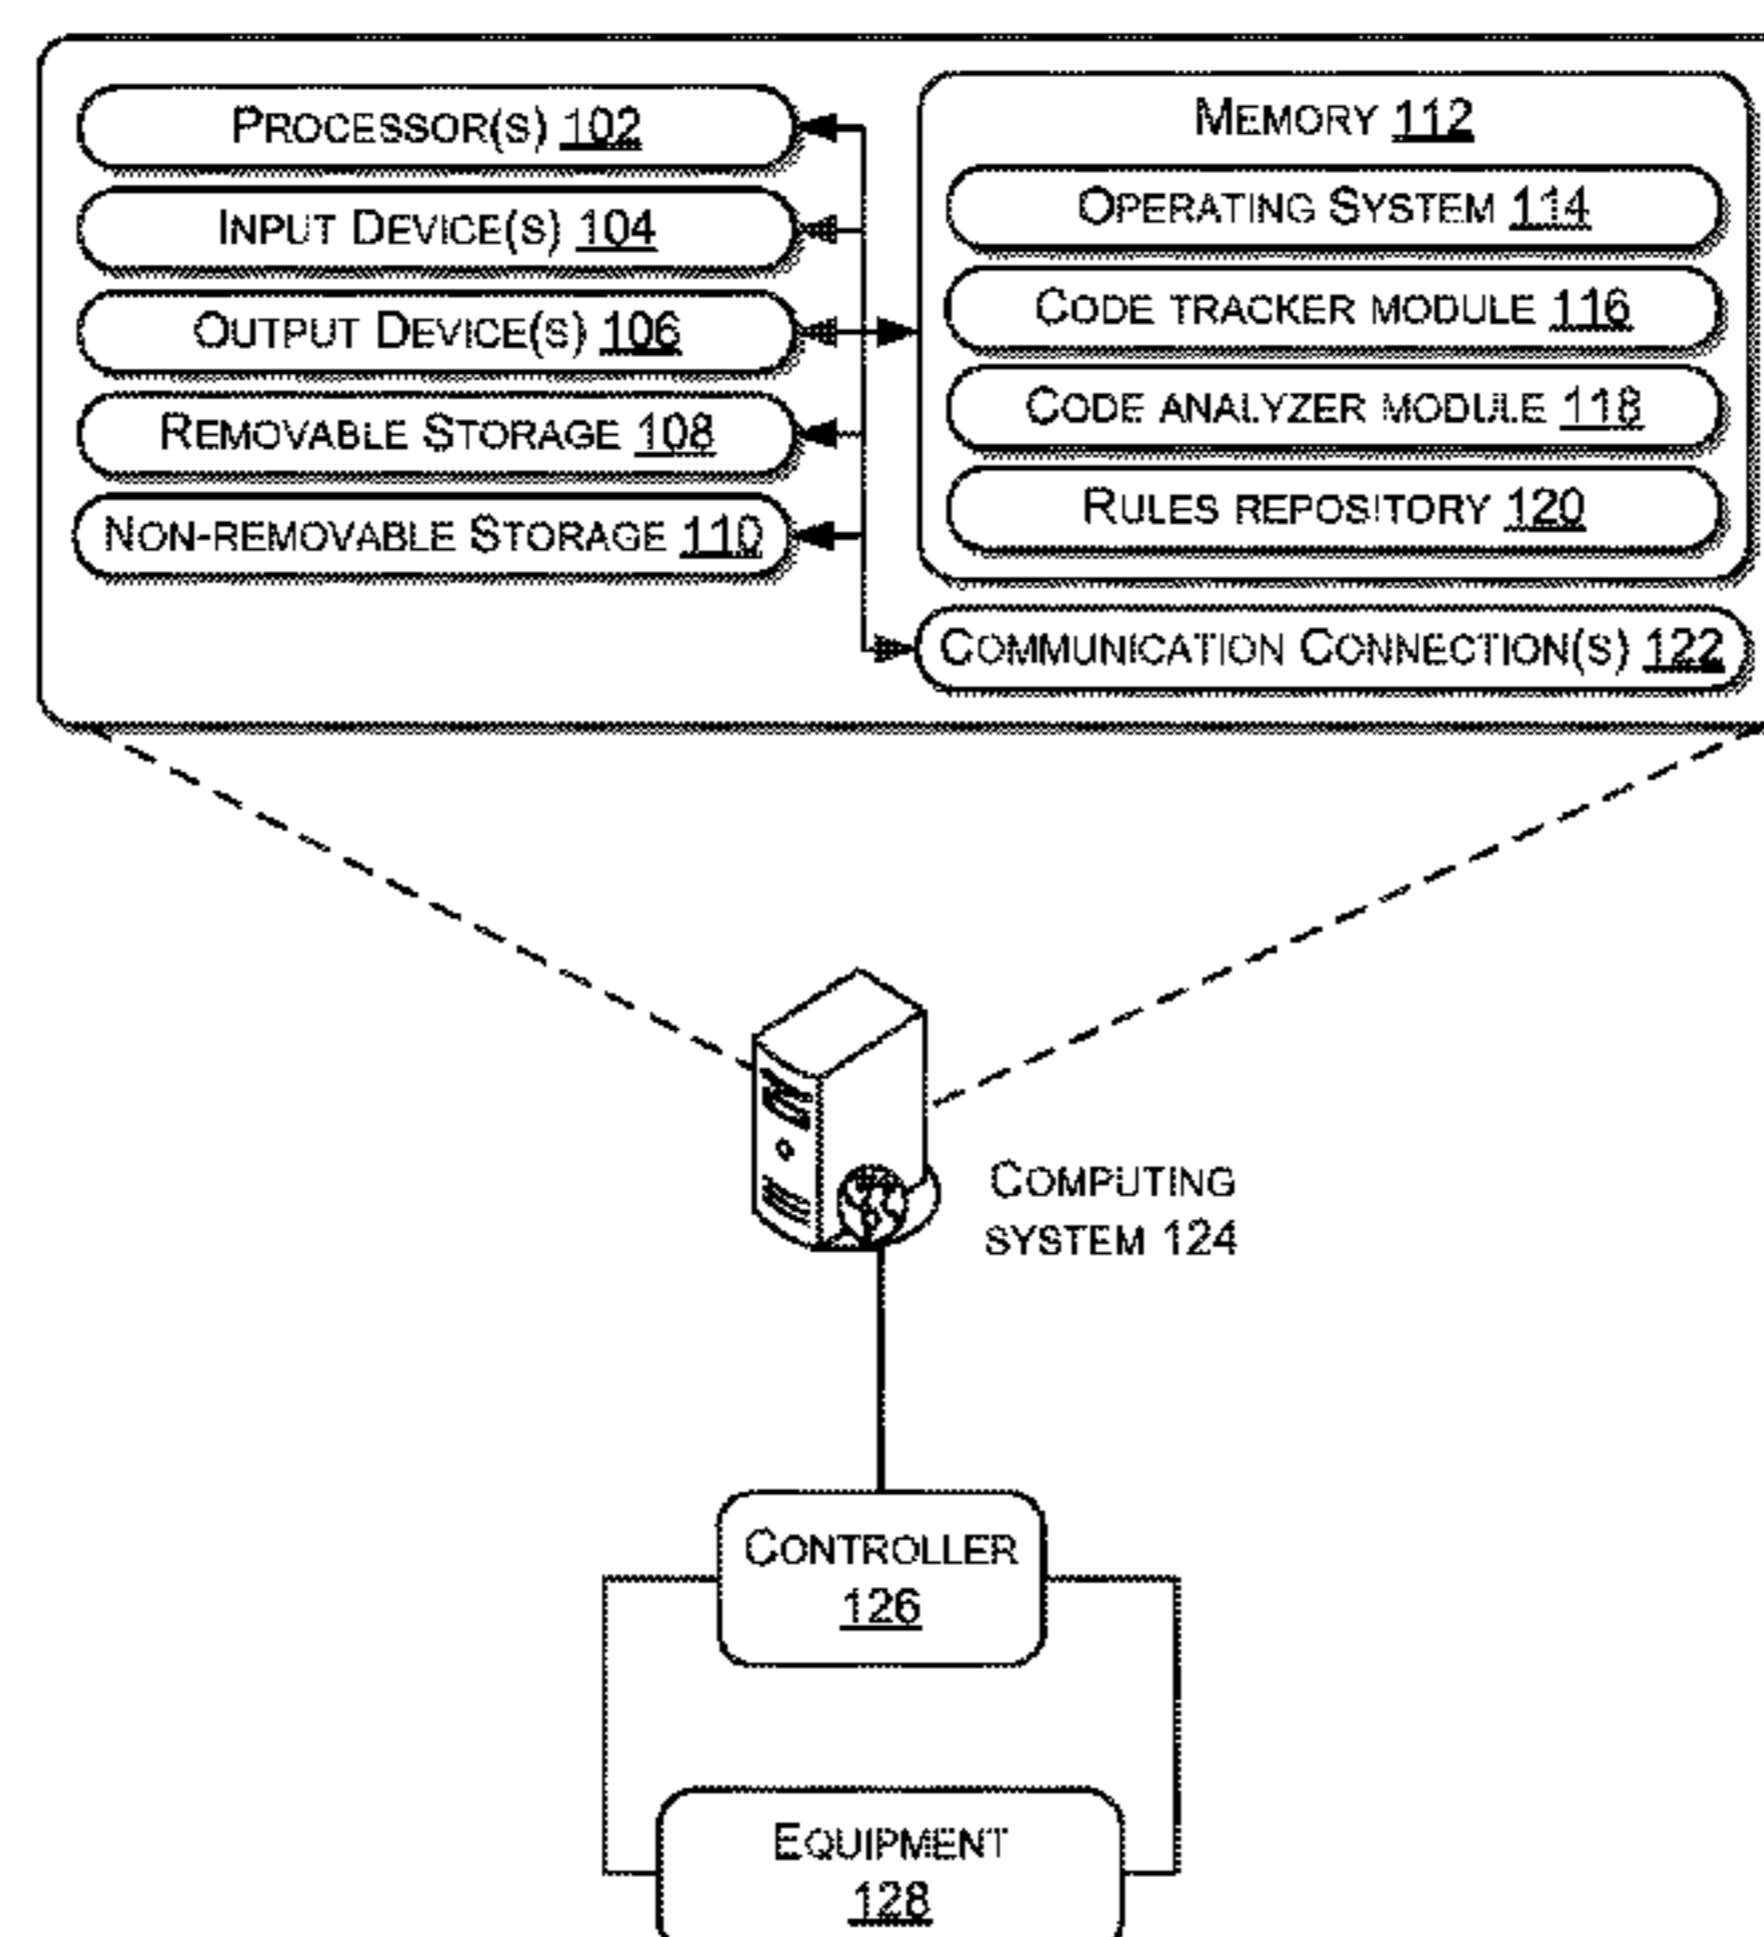 PROCESSOR(S) 102
INPUT DEVICE(S) 104
OUTPUT DEVICE(S) 106
REMOVABLE STORAGE 108
NON-REMOVABLE STORAGE 110
MEMORY 112
OPERATING SYSTEM 114
CODE TRACKER MODULE 116
CODE ANALYZER MODULE 118
RULES REPOSITORY 120
COMMUNICATION CONNECTION(S) 122
COMPUTING
SYSTEM 124
CONTROLLER
126
EQUIPMENT
128